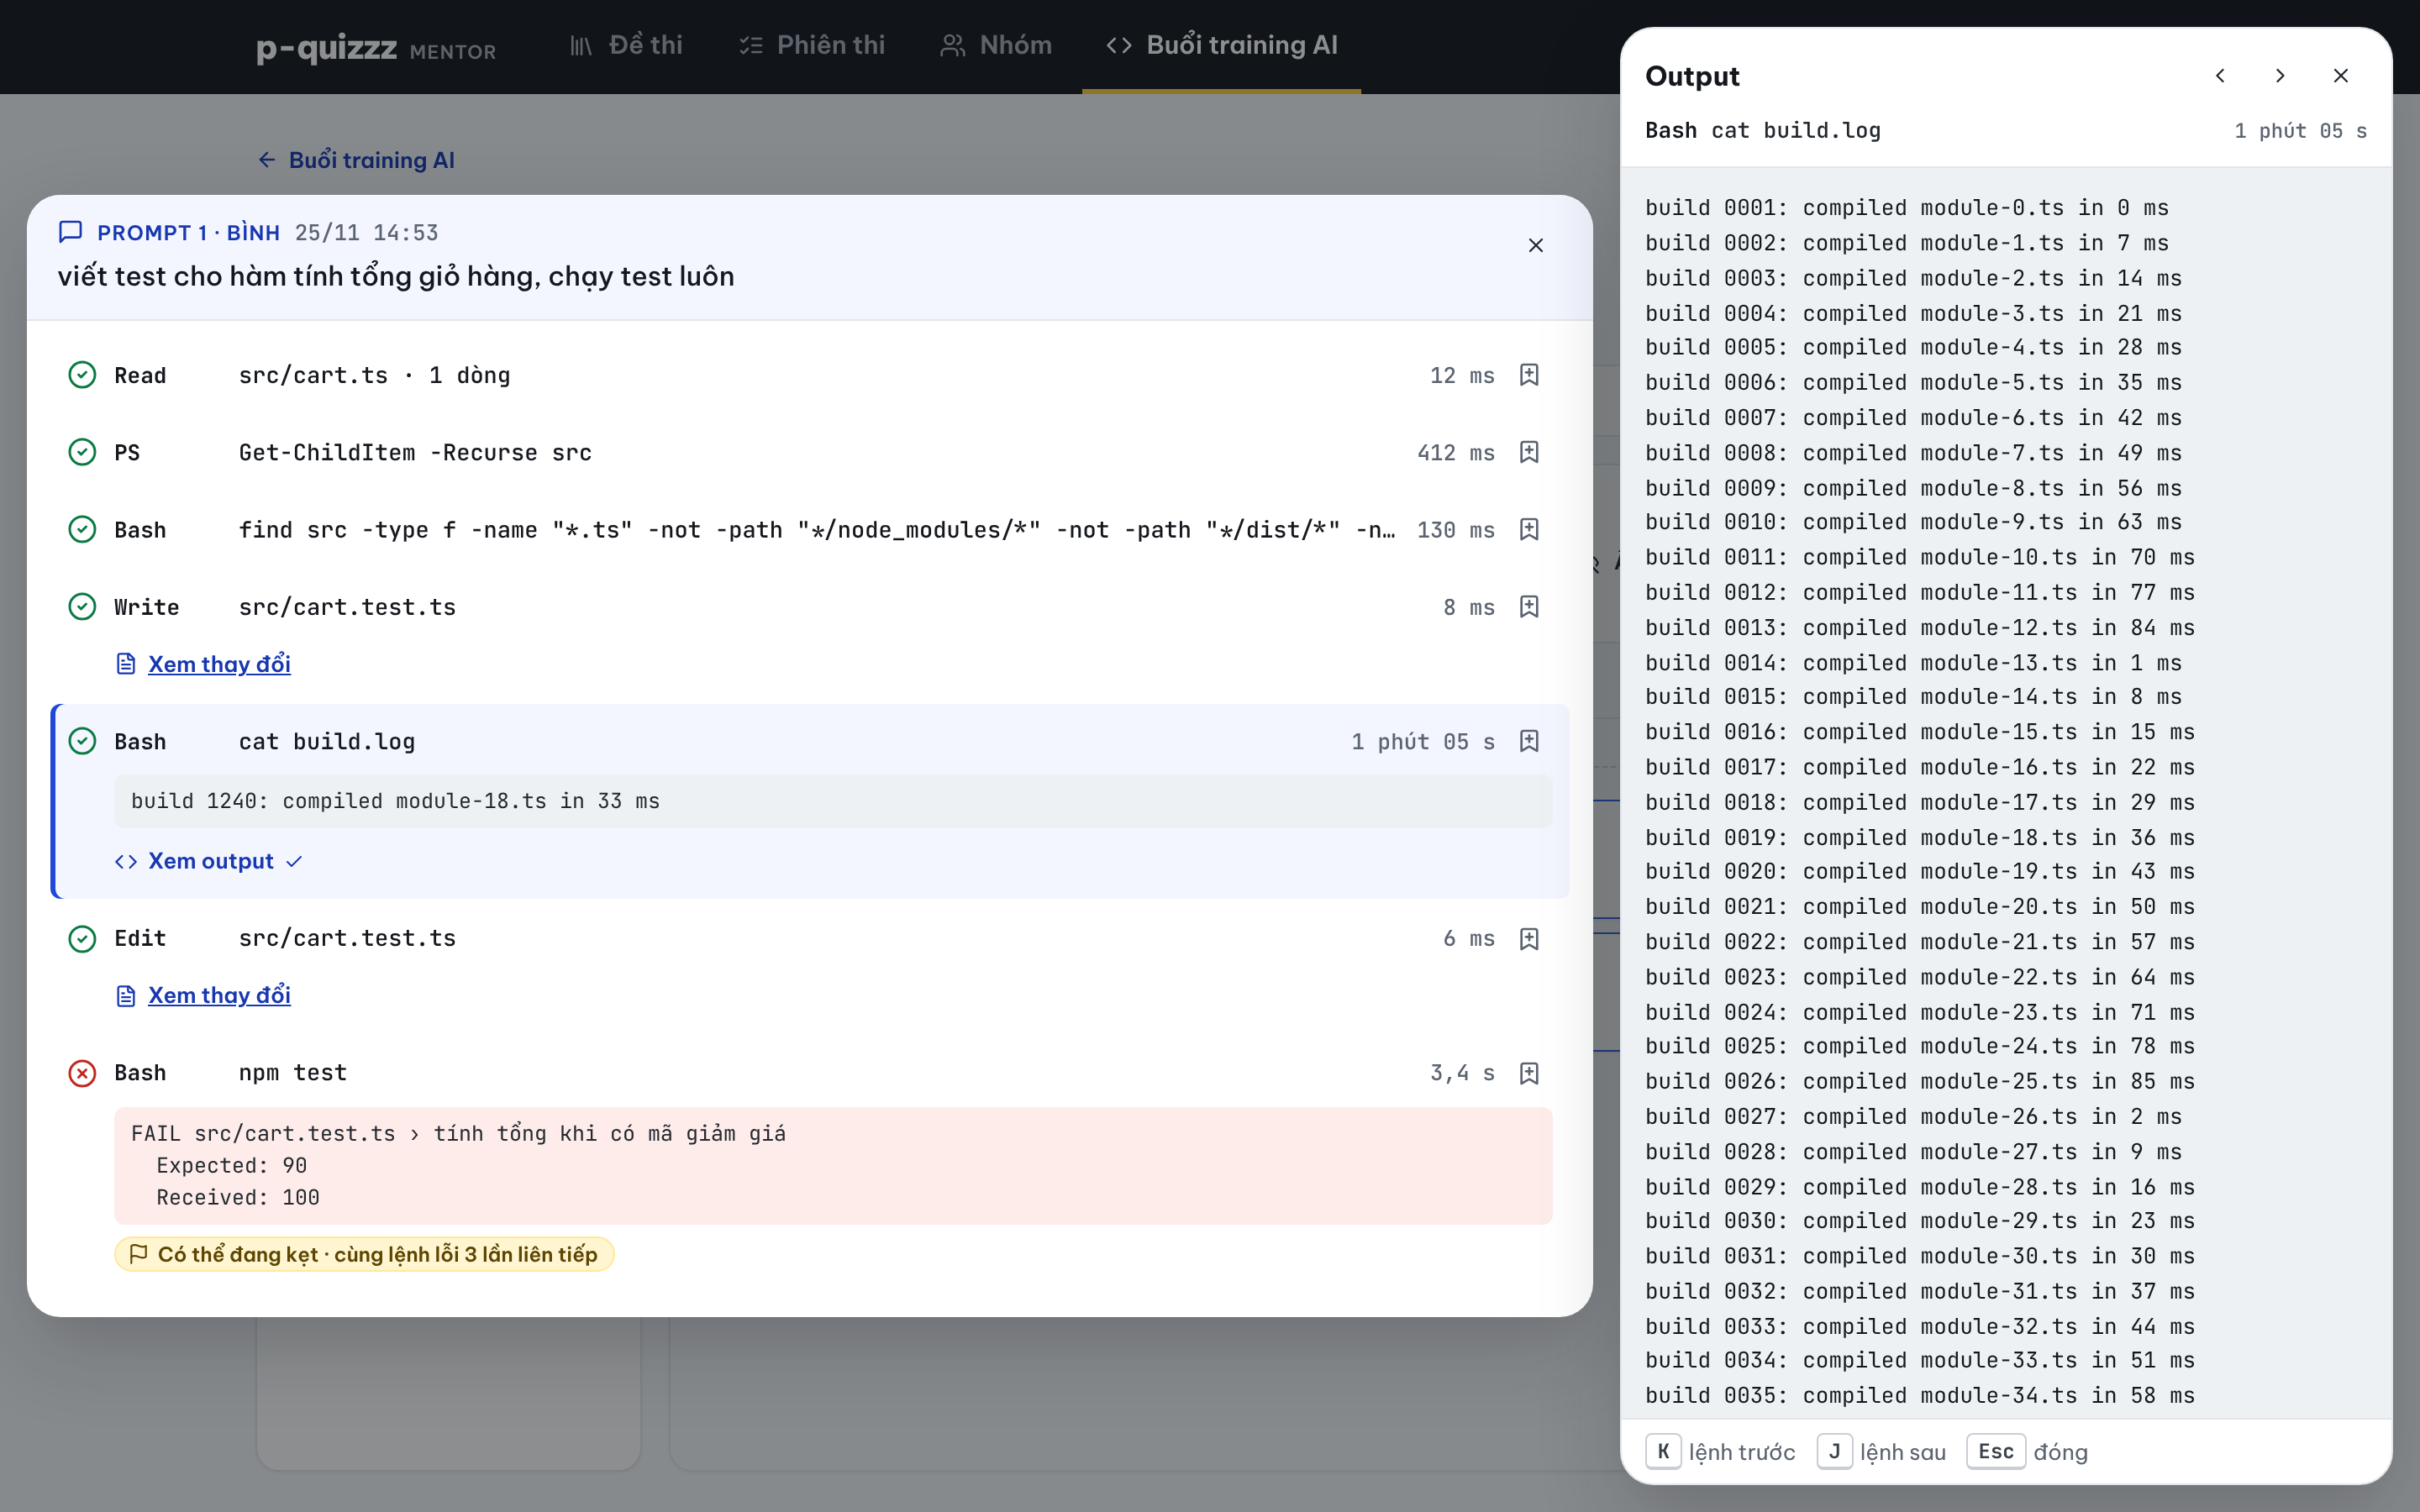 p-quizzz MENTOR
Đề thi
Phiên thi
Nhóm
Buổi training AI
Buổi training AI
PROMPT 1 · BÌNH 25/11 14:53
viết test cho hàm tính tổng giỏ hàng, chạy test luôn
Read src/cart.ts · 1 dòng 12 ms
PS Get-ChildItem -Recurse src 412 ms
Bash find src -type f -name "*.ts" -not -path "*/node_modules/*" -not -path "*/dist/*" -n… 130 ms
Write src/cart.test.ts 8 ms
Xem thay đổi
Bash cat build.log 1 phút 05 s
build 1240: compiled module-18.ts in 33 ms
Xem output
Edit src/cart.test.ts 6 ms
Xem thay đổi
Bash npm test 3,4 s
FAIL src/cart.test.ts › tính tổng khi có mã giảm giá
Expected: 90
Received: 100
Có thể đang kẹt · cùng lệnh lỗi 3 lần liên tiếp
Output
Bash cat build.log 1 phút 05 s
build 0001: compiled module-0.ts in 0 ms
build 0002: compiled module-1.ts in 7 ms
build 0003: compiled module-2.ts in 14 ms
build 0004: compiled module-3.ts in 21 ms
build 0005: compiled module-4.ts in 28 ms
build 0006: compiled module-5.ts in 35 ms
build 0007: compiled module-6.ts in 42 ms
build 0008: compiled module-7.ts in 49 ms
build 0009: compiled module-8.ts in 56 ms
build 0010: compiled module-9.ts in 63 ms
build 0011: compiled module-10.ts in 70 ms
build 0012: compiled module-11.ts in 77 ms
build 0013: compiled module-12.ts in 84 ms
build 0014: compiled module-13.ts in 1 ms
build 0015: compiled module-14.ts in 8 ms
build 0016: compiled module-15.ts in 15 ms
build 0017: compiled module-16.ts in 22 ms
build 0018: compiled module-17.ts in 29 ms
build 0019: compiled module-18.ts in 36 ms
build 0020: compiled module-19.ts in 43 ms
build 0021: compiled module-20.ts in 50 ms
build 0022: compiled module-21.ts in 57 ms
build 0023: compiled module-22.ts in 64 ms
build 0024: compiled module-23.ts in 71 ms
build 0025: compiled module-24.ts in 78 ms
build 0026: compiled module-25.ts in 85 ms
build 0027: compiled module-26.ts in 2 ms
build 0028: compiled module-27.ts in 9 ms
build 0029: compiled module-28.ts in 16 ms
build 0030: compiled module-29.ts in 23 ms
build 0031: compiled module-30.ts in 30 ms
build 0032: compiled module-31.ts in 37 ms
build 0033: compiled module-32.ts in 44 ms
build 0034: compiled module-33.ts in 51 ms
build 0035: compiled module-34.ts in 58 ms
K lệnh trước J lệnh sau Esc đóng